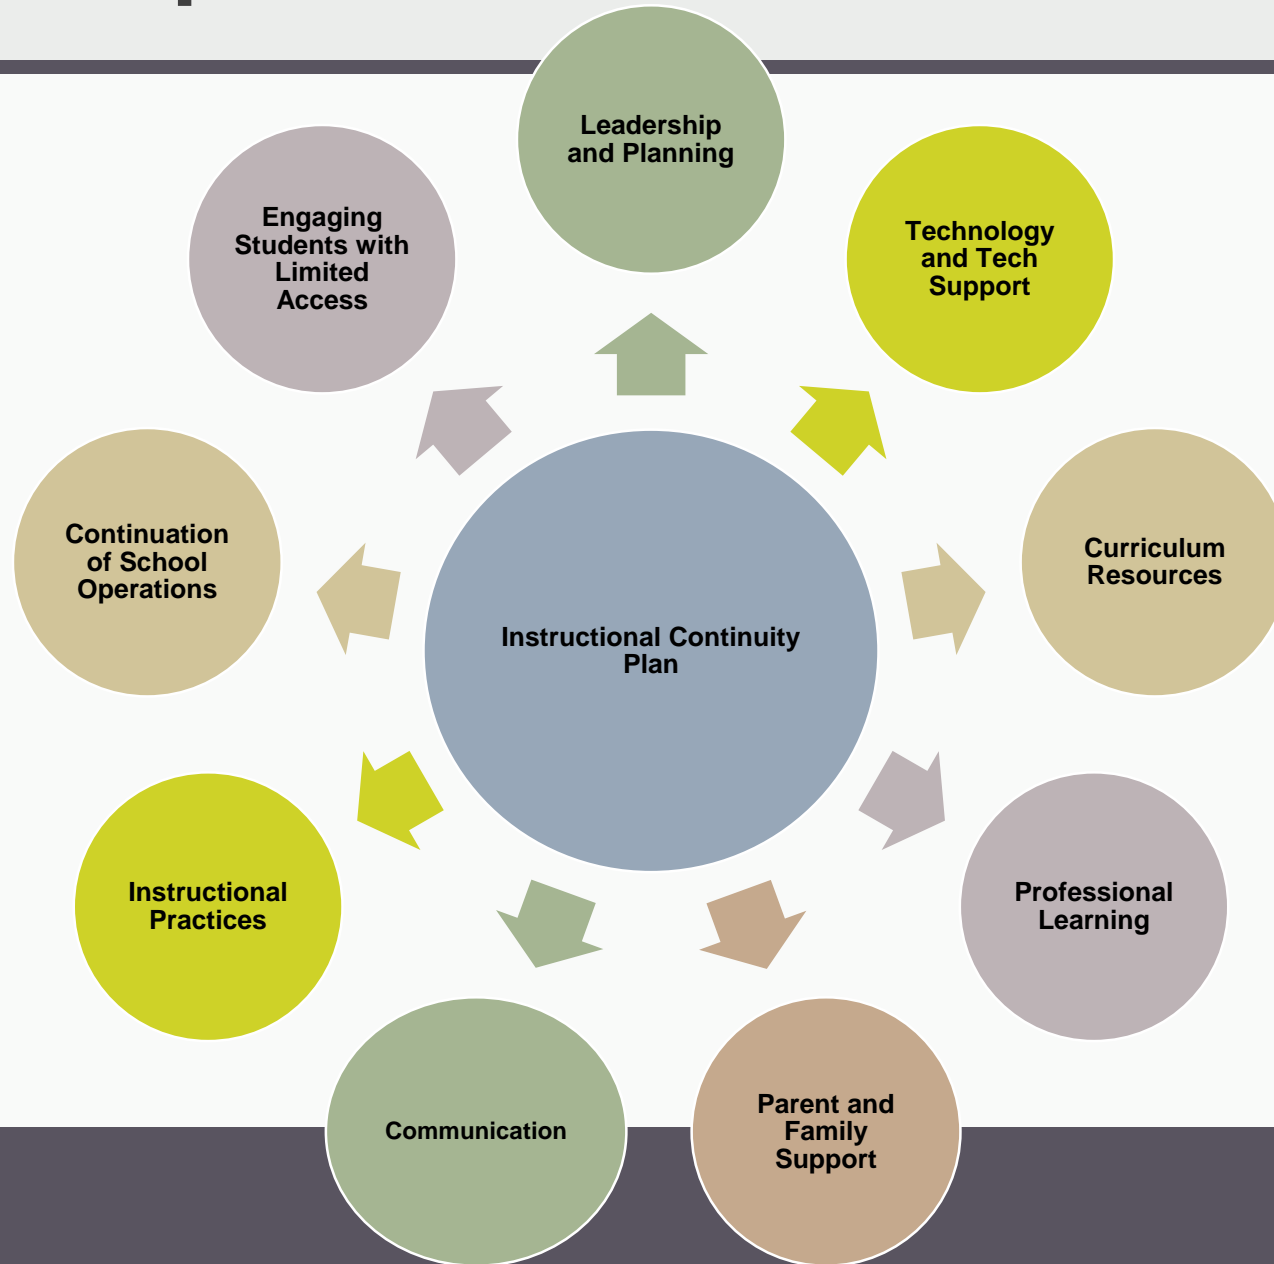 Leadership
and Planning
Technology
and Tech
Support
Curriculum
Resources
Professional
Learning
Parent and
Family
Support
Communication
Instructional
Practices
Continuation
of School
Operations
Engaging
Students with
Limited
Access
Instructional Continuity
Plan